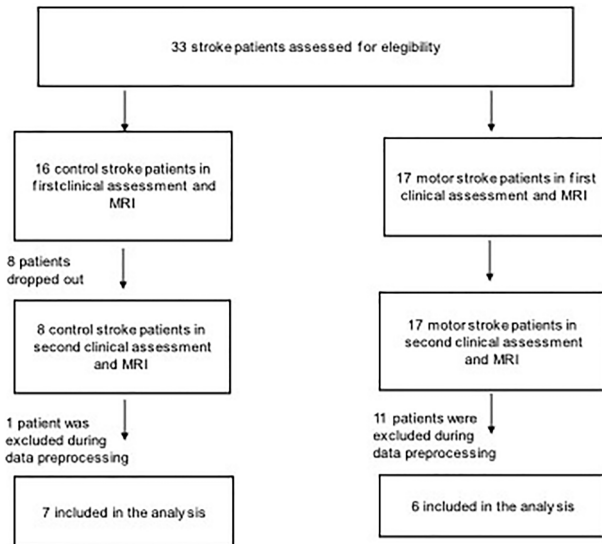 33 stroke patients assessed for elegibility
16 control stroke patients in
firstclinical assessment and
MRI
17 motor stroke patients in first
clinical assessment and MRI
8 patients
dropped out
8 control stroke patients in
second clinical assessment
and MRI
17 motor stroke patients in
second clinical assessment
and MRI
1 patient was
excluded during
data preprocessing
11 patients were
excluded during
data preprocessing
7 included in the analysis
6 included in the analysis